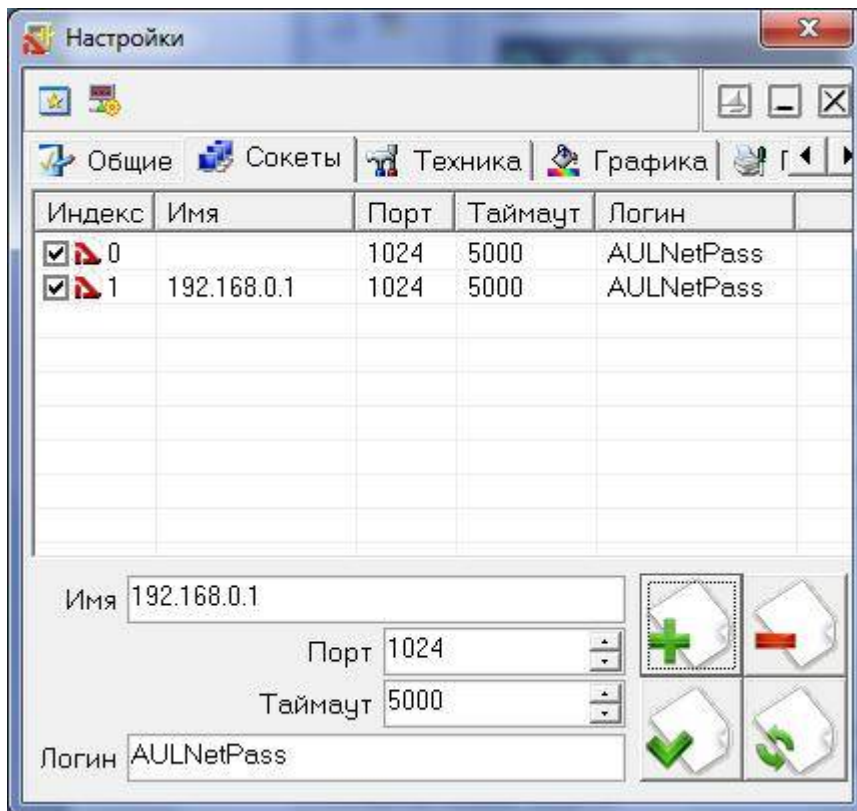 Настройки
Общие Сокеты Техника Графика
Индекс Имя Порт Таймаут Логин
0 1024 5000 AULNetPass
1 192.168.0.1 1024 5000 AULNetPass
Имя 192.168.0.1
Порт 1024
Таймаут 5000
Логин AULNetPass